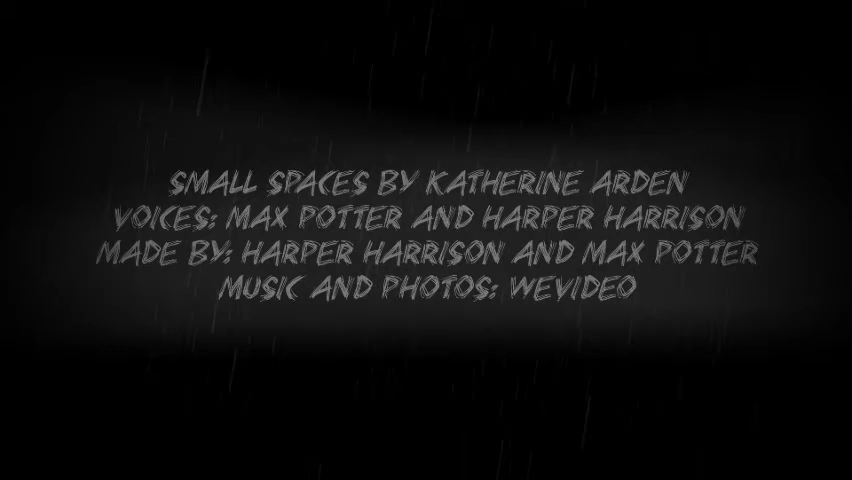 SMALL SPACES BY KATHERINE ARDEN
VOICES: MAX POTTER AND HARPER HARRISON
MADE BY: HARPER HARRISON AND MAX POTTER
MUSIC AND PHOTOS: WEVIDEO